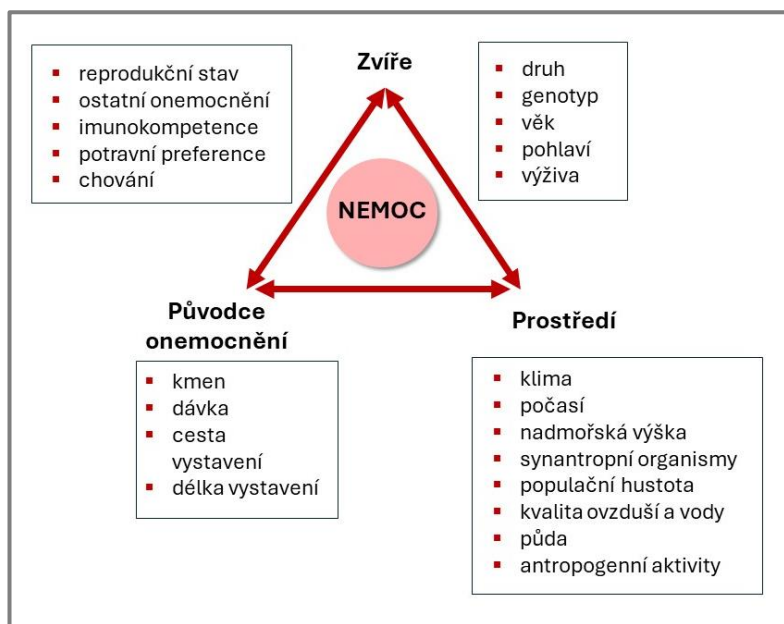 Zvíře
reprodukční stav
ostatní onemocnění
imunokompetence
potravní preference
chování
druh
genotyp
věk
pohlaví
výživa
NEMOC
Původce
onemocnění
kmen
dávka
cesta
vystavení
délka vystavení
Prostředí
klima
počasí
nadmořská výška
synantropní organismy
populační hustota
kvalita ovzduší a vody
půda
antropogenní aktivity